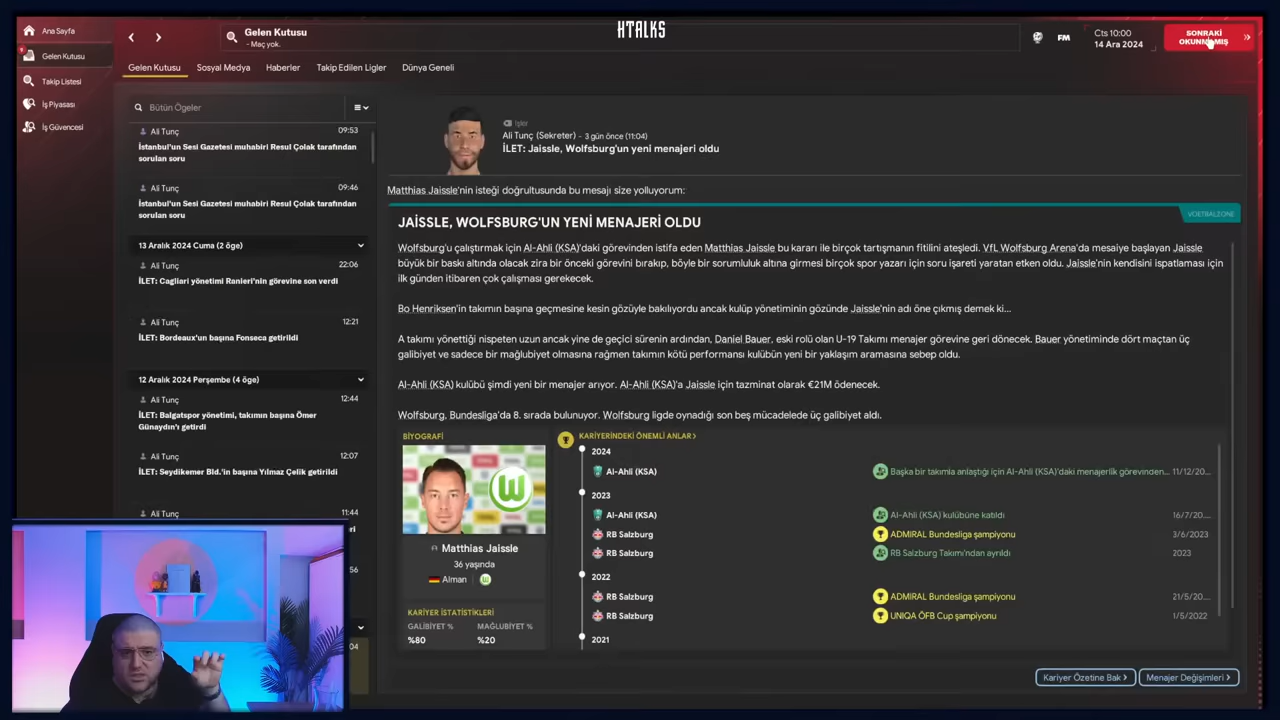 HTALKS
Ana Sayfa
Gelen Kutusu
Takip Listesi
İş Piyasası
İş Güvencesi
Gelen Kutusu
- Maç yok.
FM
Cts 10:00
14 Ara 2024
SONRAKİ
Gelen Kutusu
Sosyal Medya
Haberler
Takip Edilen Ligler
Dünya Geneli
Bütün Ögeler
Ali Tunç 09:53
İstanbul'un Sesi Gazetesi muhabiri Resul Çolak tarafından
sorulan soru
Ali Tunç 09:46
İstanbul'un Sesi Gazetesi muhabiri Resul Çolak tarafından
sorulan soru
13 Aralık 2024 Cuma (2 öge)
Ali Tunç 22:06
İLET: Cagliari yönetimi Ranieri'nin görevine son verdi
Ali Tunç 12:21
İLET: Bordeaux'un başına Fonseca getirildi
12 Aralık 2024 Perşembe (4 öge)
Ali Tunç 12:44
İLET: Balgatspor yönetimi, takımın başına Ömer
Günaydın'ı getirdi
Ali Tunç 12:07
İLET: Seydikemer Bld.'in başına Yılmaz Çelik getirildi
Ali Tunç 11:44
İşler
Ali Tunç (Sekreter) - 3 gün önce (11:04)
İLET: Jaissle, Wolfsburg'un yeni menajeri oldu
Matthias Jaissle'nin isteği doğrultusunda bu mesajı size yolluyorum:
VOETBALZONE
JAİSSLE, WOLFSBURG'UN YENİ MENAJERİ OLDU
Wolfsburg'u çalıştırmak için Al-Ahli (KSA)'daki görevinden istifa eden Matthias Jaissle bu kararı ile birçok tartışmanın fitilini ateşledi. VfL Wolfsburg Arena'da mesaiye başlayan Jaissle
büyük bir baskı altında olacak zira bir önceki görevini bırakıp, böyle bir sorumluluk altına girmesi birçok spor yazarı için soru işareti yaratan etken oldu. Jaissle'nin kendisini ispatlaması için
ilk günden itibaren çok çalışması gerekecek.
Bo Henriksen'in takımın başına geçmesine kesin gözüyle bakılıyordu ancak kulüp yönetiminin gözünde Jaissle'nin adı öne çıkmış demek ki...
A takımı yönettiği nispeten uzun ancak yine de geçici sürenin ardından, Daniel Bauer, eski rolü olan U-19 Takımı menajer görevine geri dönecek. Bauer yönetiminde dört maçtan üç
galibiyet ve sadece bir mağlubiyet olmasına rağmen takımın kötü performansı kulübün yeni bir yaklaşım aramasına sebep oldu.
Al-Ahli (KSA) kulübü şimdi yeni bir menajer arıyor. Al-Ahli (KSA)'a Jaissle için tazminat olarak €21M ödenecek.
Wolfsburg, Bundesliga'da 8. sırada bulunuyor. Wolfsburg ligde oynadığı son beş mücadelede üç galibiyet aldı.
BİYOGRAFİ
Matthias Jaissle
36 yaşında
Alman
KARİYER İSTATİSTİKLERİ
GALİBİYET % MAĞLUBİYET %
%80 %20
KARİYERİNDEKİ ÖNEMLİ ANLAR
2024
Al-Ahli (KSA) Başka bir takımla anlaştığı için Al-Ahli (KSA)'daki menajerlik görevinden... 11/12/20...
2023
Al-Ahli (KSA) Al-Ahli (KSA) kulübüne katıldı 16/7/20...
RB Salzburg ADMIRAL Bundesliga şampiyonu 3/6/2023
RB Salzburg RB Salzburg Takımı'ndan ayrıldı 2023
2022
RB Salzburg ADMIRAL Bundesliga şampiyonu 21/5/20...
RB Salzburg UNIQA ÖFB Cup şampiyonu 1/5/2022
2021
Kariyer Özetine Bak
Menajer Değişimleri